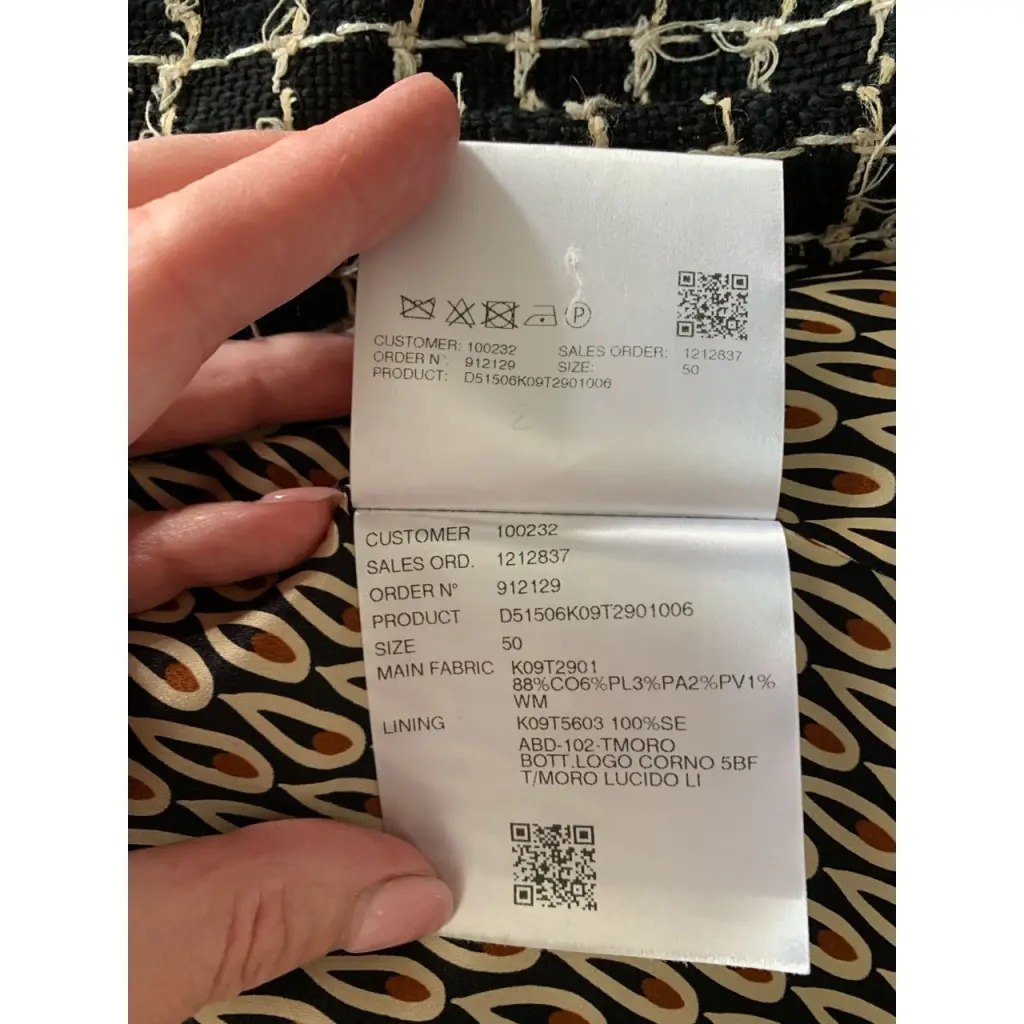 P
CUSTOMER: 100232 SALES ORDER: 1212837
ORDER N°: 912129 SIZE: 50
PRODUCT: D51506K09T2901006
CUSTOMER 100232
SALES ORD. 1212837
ORDER N° 912129
PRODUCT D51506K09T2901006
SIZE 50
MAIN FABRIC K09T2901
88%CO6%PL3%PA2%PV1%
WM
LINING K09T5603 100%SE
ABD-102-TMORO
BOTT.LOGO CORNO 5BF
T/MORO LUCIDO LI